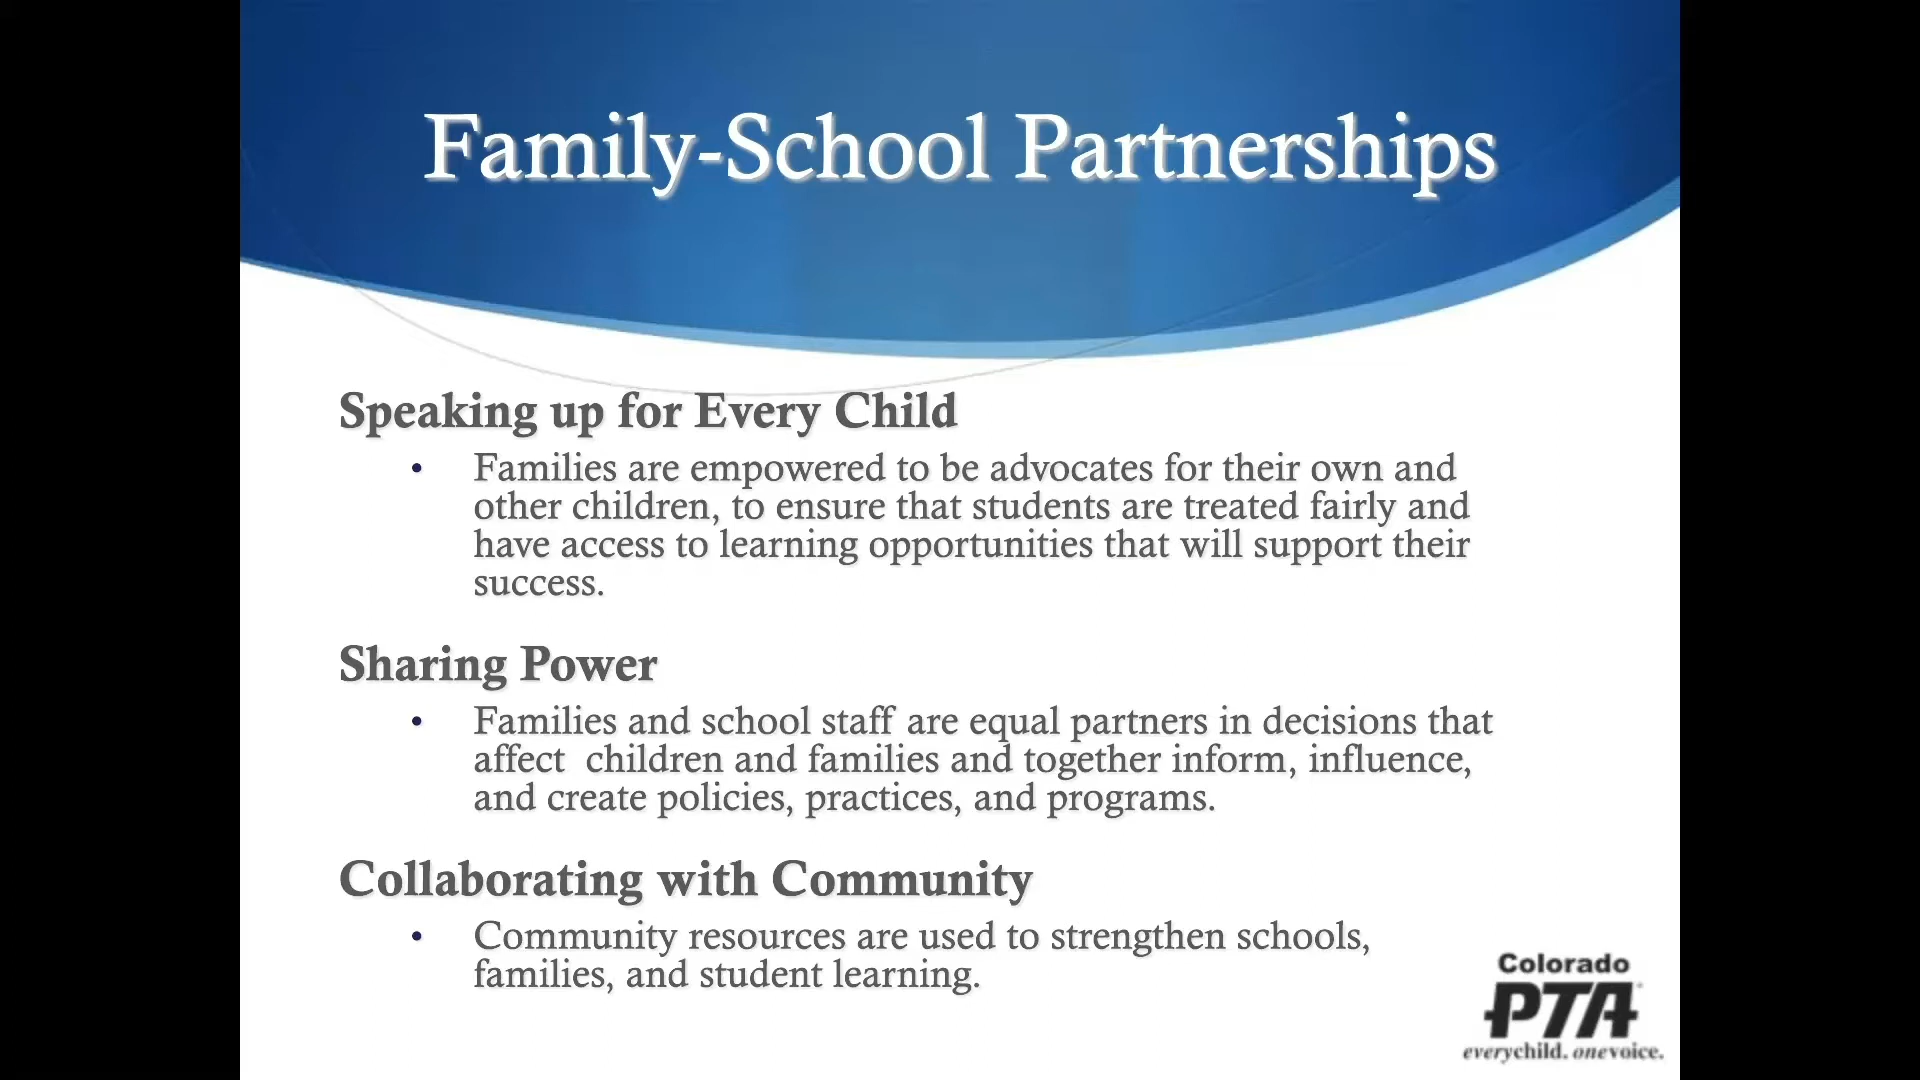 Family-School Partnerships
Speaking up for Every Child
• Families are empowered to be advocates for their own and
other children, to ensure that students are treated fairly and
have access to learning opportunities that will support their
success.
Sharing Power
• Families and school staff are equal partners in decisions that
affect  children and families and together inform, influence,
and create policies, practices, and programs.
Collaborating with Community
• Community resources are used to strengthen schools,
families, and student learning.
Colorado
PTA
everychild. onevoice.